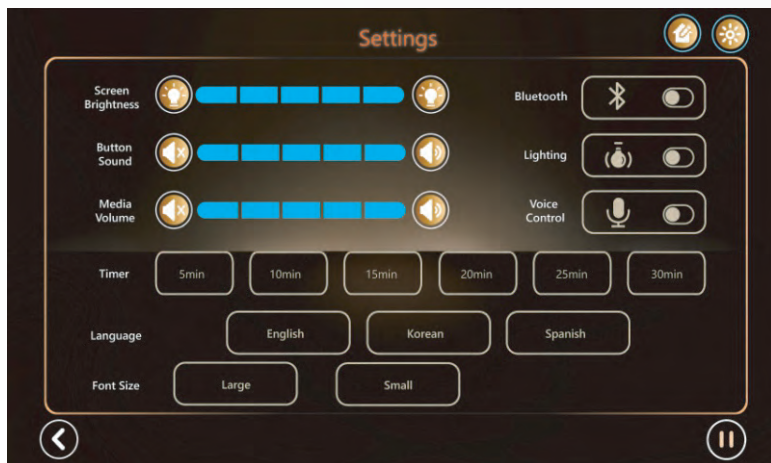 Settings
Screen
Brightness
Bluetooth
Button
Sound
Lighting
Media
Volume
Voice
Control
Timer
5min
10min
15min
20min
25min
30min
Language
English
Korean
Spanish
Font Size
Large
Small